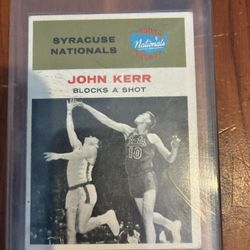 SYRACUSE
NATIONALS
Nationals
JOHN KERR
BLOCKS A SHOT
10